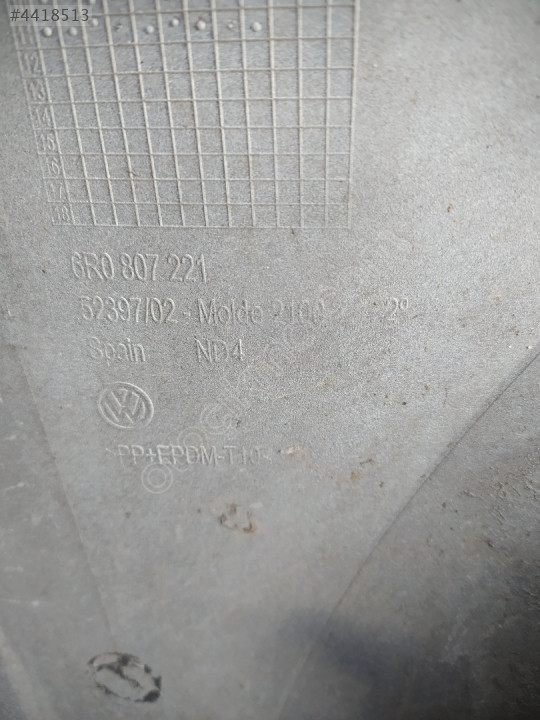 #4418513
12
13
14
15
16
17
18
6R0 807 221
52397/02 - Molde 2º
Spain ND4
>PP+EPDM-T10<